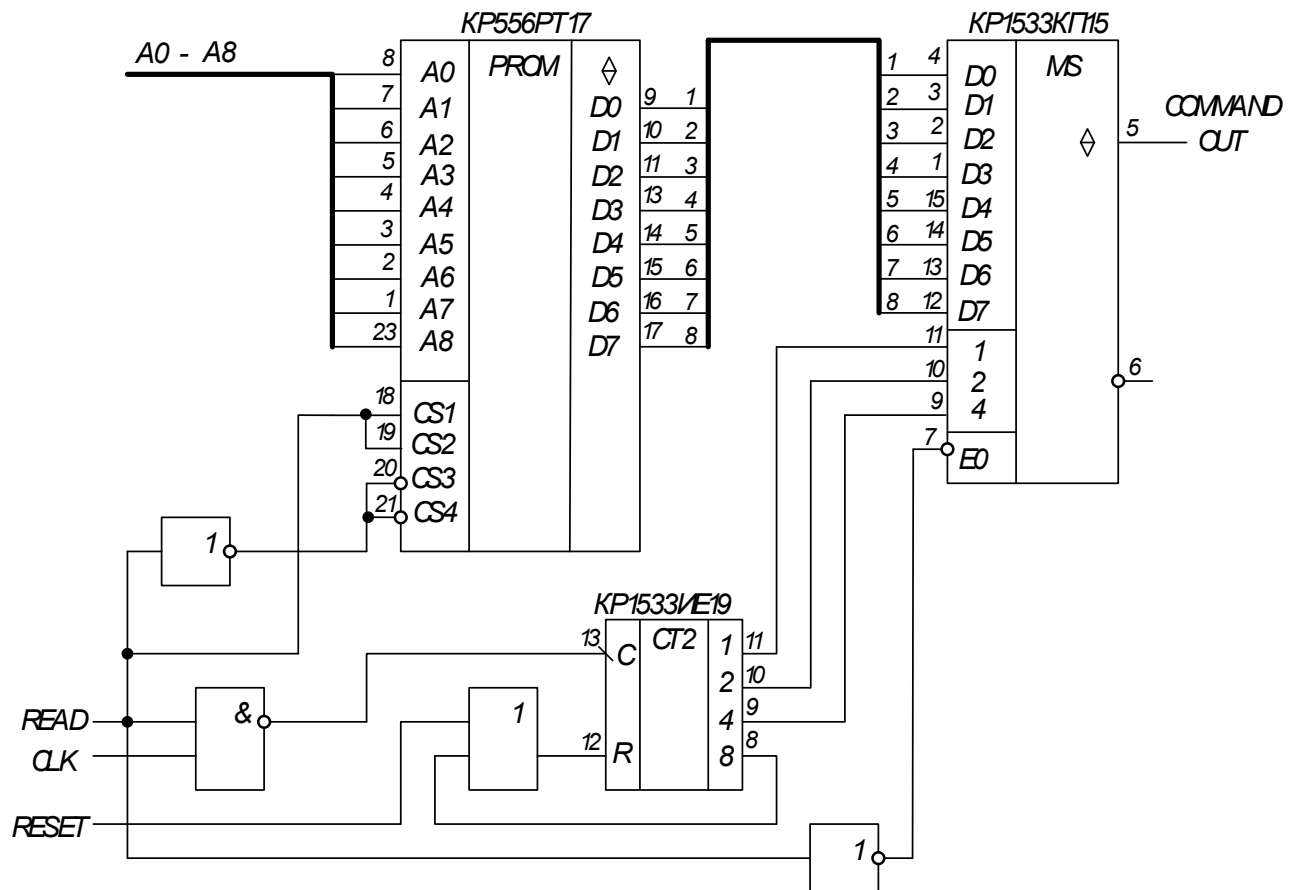 КР556РТ17
КР1533КП15
A0 - A8
PROM
MS
8 A0
7 A1
6 A2
5 A3
4 A4
3 A5
2 A6
1 A7
23 A8
18 CS1
19 CS2
20 CS3
21 CS4
D0 9 1
D1 10 2
D2 11 3
D3 13 4
D4 14 5
D5 15 6
D6 16 7
D7 17 8
1 4 D0
2 3 D1
3 2 D2
4 1 D3
5 15 D4
6 14 D5
7 13 D6
8 12 D7
11 1
10 2
9 4
7 E0
5
COMMAND
OUT
6
1
КР1533ИЕ19
13 C
CT2
1 11
2 10
4 9
8 8
12 R
READ
CLK
&
1
RESET
1